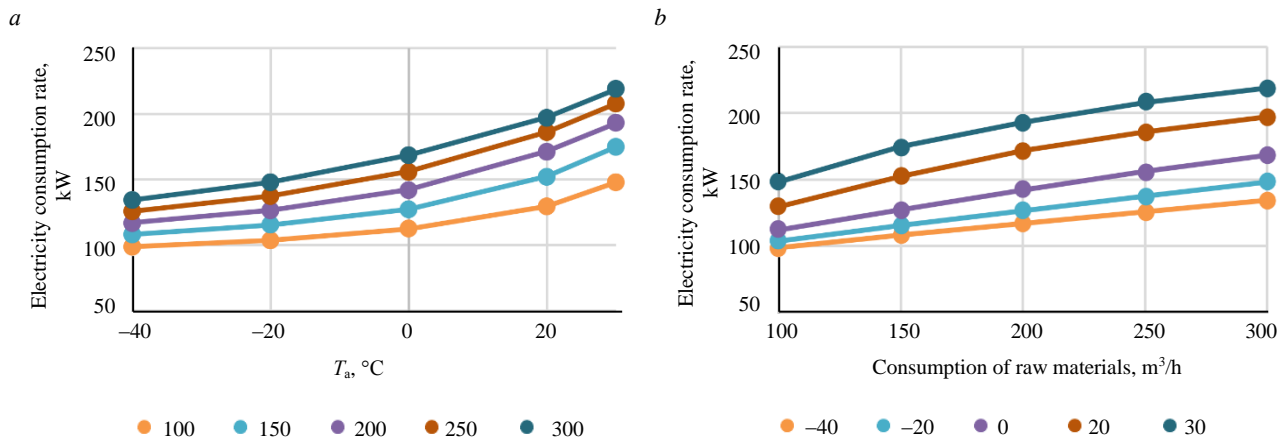 a
250
200
150
100
50
Electricity consumption rate,
kW
–40 –20 0 20
Tₐ, °C
100 150 200 250 300
b
250
200
150
100
50
Electricity consumption rate,
kW
100 150 200 250 300
Consumption of raw materials, m³/h
–40 –20 0 20 30